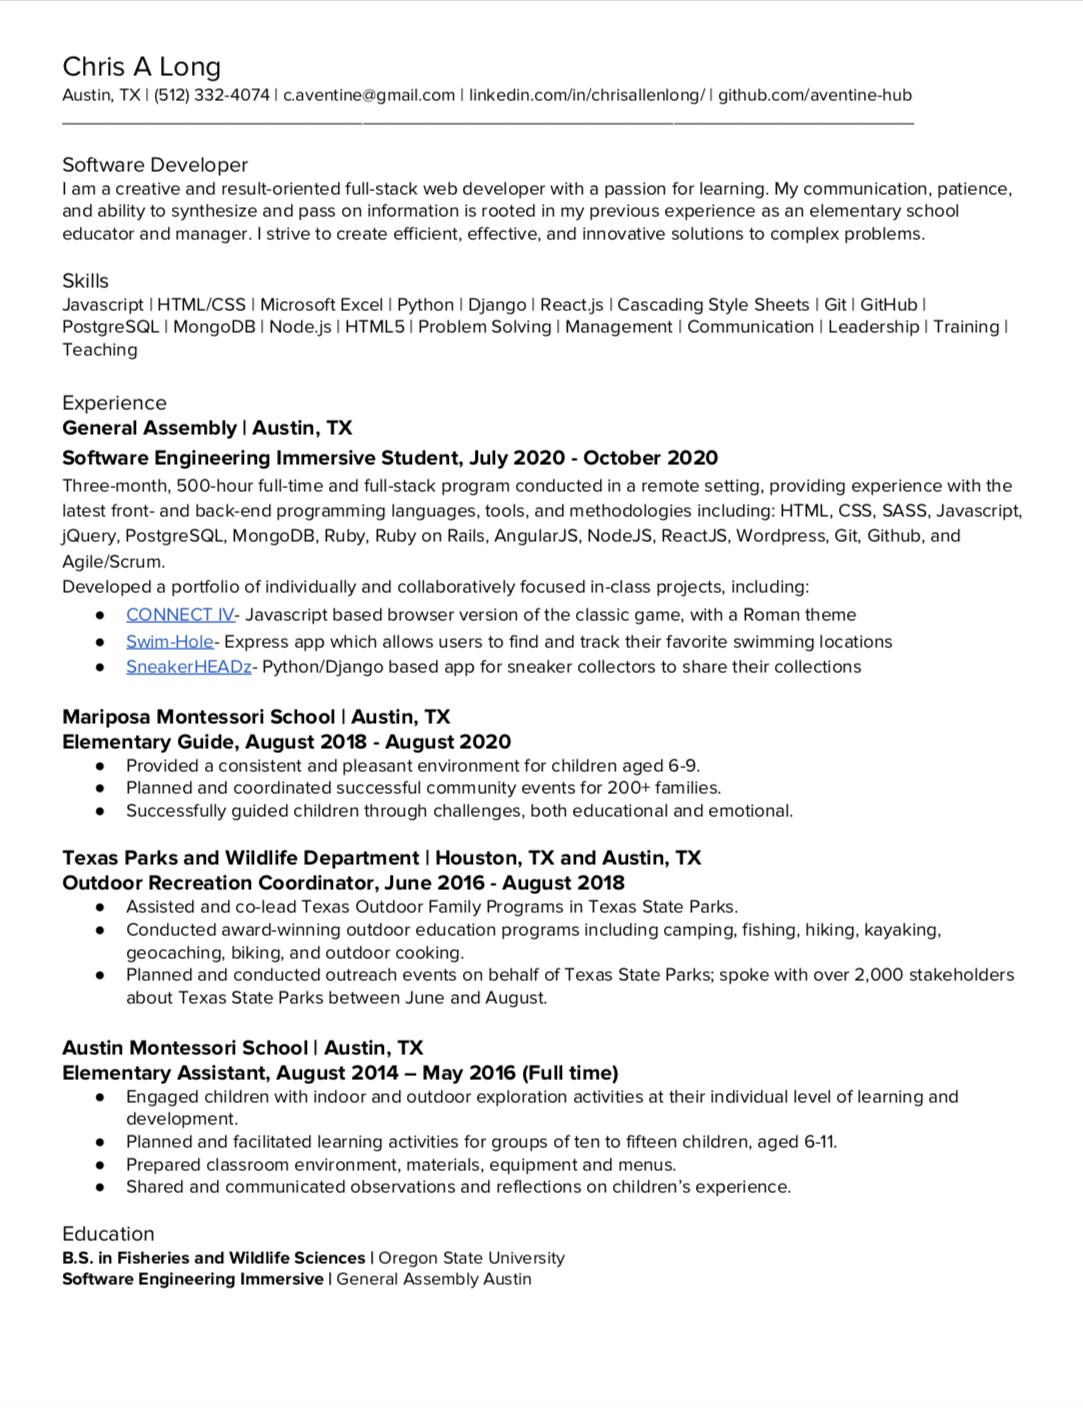 Chris A Long
Austin, TX | (512) 332-4074 | c.aventine@gmail.com | linkedin.com/in/chrisallenlong/ | github.com/aventine-hub
Software Developer
I am a creative and result-oriented full-stack web developer with a passion for learning. My communication, patience,
and ability to synthesize and pass on information is rooted in my previous experience as an elementary school
educator and manager. I strive to create efficient, effective, and innovative solutions to complex problems.
Skills
Javascript | HTML/CSS | Microsoft Excel | Python | Django | React.js | Cascading Style Sheets | Git | GitHub |
PostgreSQL | MongoDB | Node.js | HTML5 | Problem Solving | Management | Communication | Leadership | Training |
Teaching
Experience
General Assembly | Austin, TX
Software Engineering Immersive Student, July 2020 - October 2020
Three-month, 500-hour full-time and full-stack program conducted in a remote setting, providing experience with the
latest front- and back-end programming languages, tools, and methodologies including: HTML, CSS, SASS, Javascript,
jQuery, PostgreSQL, MongoDB, Ruby, Ruby on Rails, AngularJS, NodeJS, ReactJS, Wordpress, Git, Github, and
Agile/Scrum.
Developed a portfolio of individually and collaboratively focused in-class projects, including:
● CONNECT IV- Javascript based browser version of the classic game, with a Roman theme
● Swim-Hole- Express app which allows users to find and track their favorite swimming locations
● SneakerHEADz- Python/Django based app for sneaker collectors to share their collections
Mariposa Montessori School | Austin, TX
Elementary Guide, August 2018 - August 2020
● Provided a consistent and pleasant environment for children aged 6-9.
● Planned and coordinated successful community events for 200+ families.
● Successfully guided children through challenges, both educational and emotional.
Texas Parks and Wildlife Department | Houston, TX and Austin, TX
Outdoor Recreation Coordinator, June 2016 - August 2018
● Assisted and co-lead Texas Outdoor Family Programs in Texas State Parks.
● Conducted award-winning outdoor education programs including camping, fishing, hiking, kayaking,
geocaching, biking, and outdoor cooking.
● Planned and conducted outreach events on behalf of Texas State Parks; spoke with over 2,000 stakeholders
about Texas State Parks between June and August.
Austin Montessori School | Austin, TX
Elementary Assistant, August 2014 – May 2016 (Full time)
● Engaged children with indoor and outdoor exploration activities at their individual level of learning and
development.
● Planned and facilitated learning activities for groups of ten to fifteen children, aged 6-11.
● Prepared classroom environment, materials, equipment and menus.
● Shared and communicated observations and reflections on children's experience.
Education
B.S. in Fisheries and Wildlife Sciences | Oregon State University
Software Engineering Immersive | General Assembly Austin